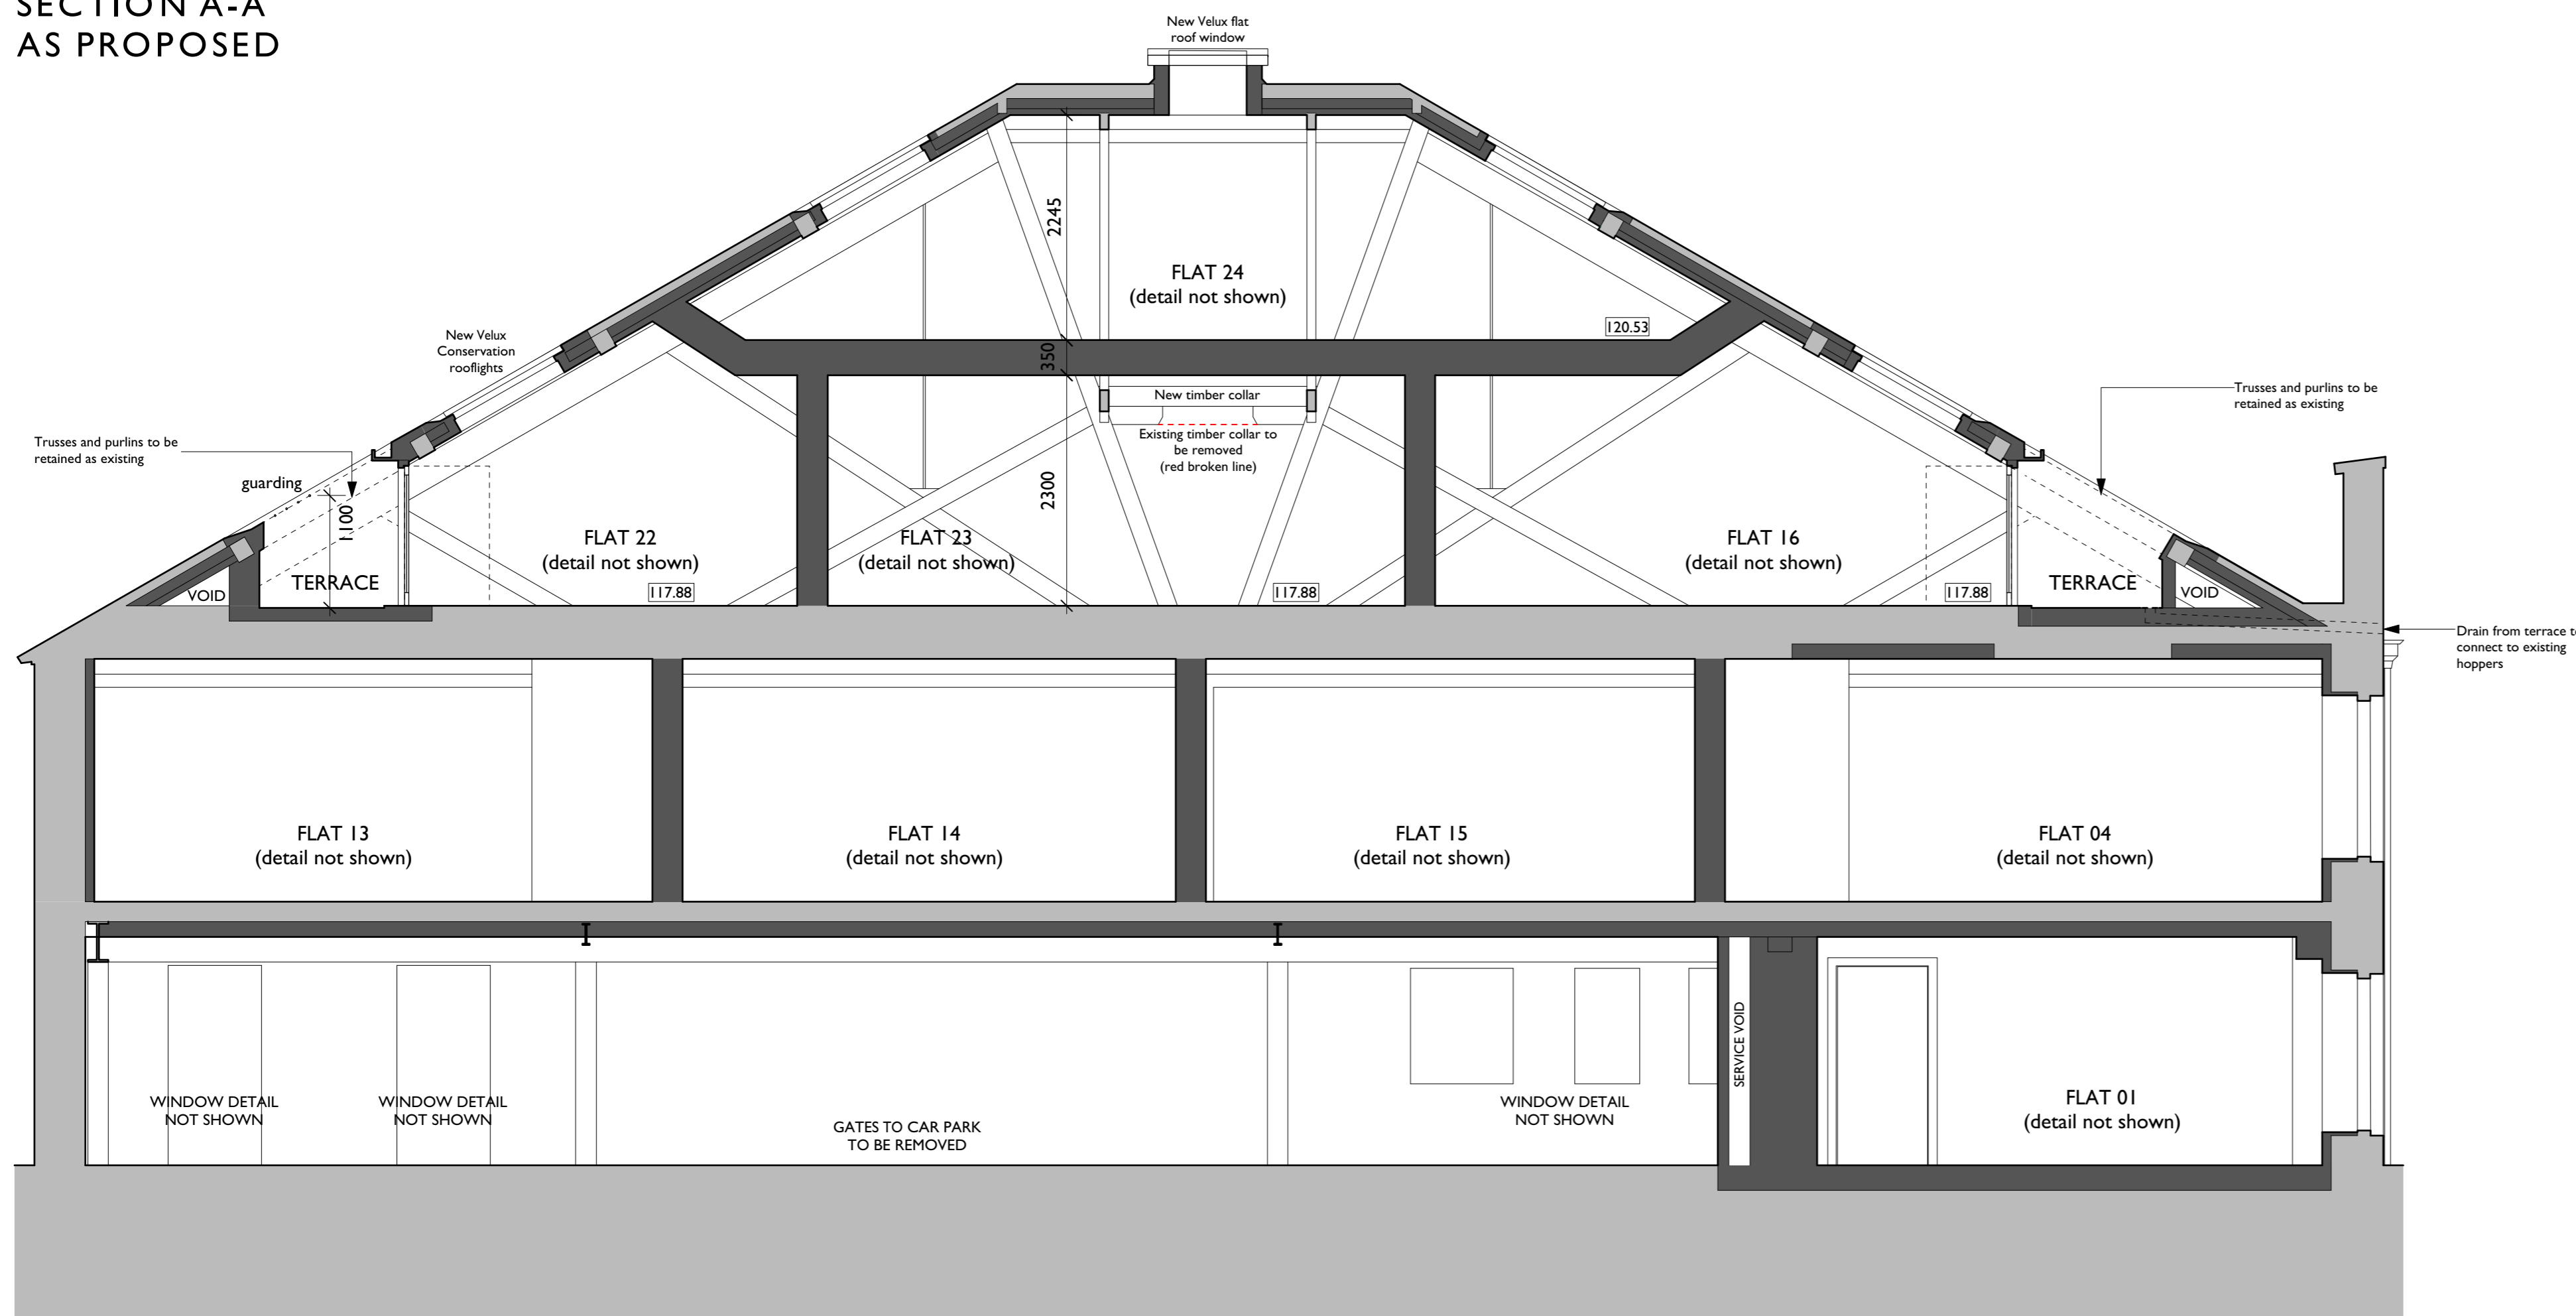 SECTION A-A
AS PROPOSED
New Velux flat
roof window
2245
FLAT 24
(detail not shown)
120.53
New Velux
Conservation
rooflights
350
New timber collar
Existing timber collar to
be removed
(red broken line)
Trusses and purlins to be
retained as existing
Trusses and purlins to be
retained as existing
guarding
1100
2300
FLAT 22
(detail not shown)
FLAT 23
(detail not shown)
FLAT 16
(detail not shown)
TERRACE
VOID
117.88
117.88
117.88
TERRACE
VOID
Drain from terrace t
connect to existing
hoppers
FLAT 13
(detail not shown)
FLAT 14
(detail not shown)
FLAT 15
(detail not shown)
FLAT 04
(detail not shown)
SERVICE VOID
WINDOW DETAIL
NOT SHOWN
WINDOW DETAIL
NOT SHOWN
GATES TO CAR PARK
TO BE REMOVED
WINDOW DETAIL
NOT SHOWN
FLAT 01
(detail not shown)